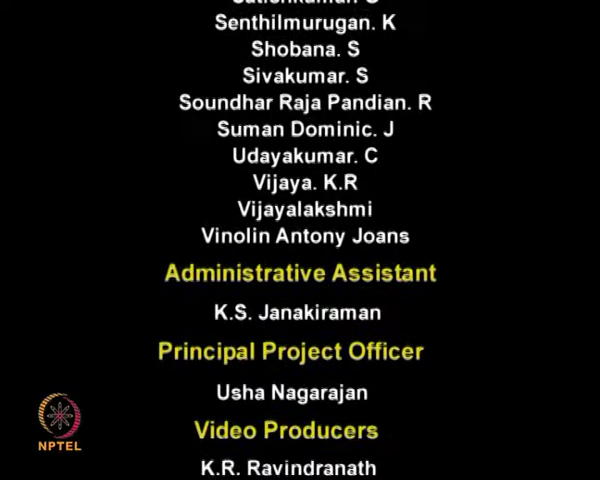 Senthilmurugan. K
Shobana. S
Sivakumar. S
Soundhar Raja Pandian. R
Suman Dominic. J
Udayakumar. C
Vijaya. K.R
Vijayalakshmi
Vinolin Antony Joans
Administrative Assistant
K.S. Janakiraman
Principal Project Officer
Usha Nagarajan
Video Producers
K.R. Ravindranath
NPTEL